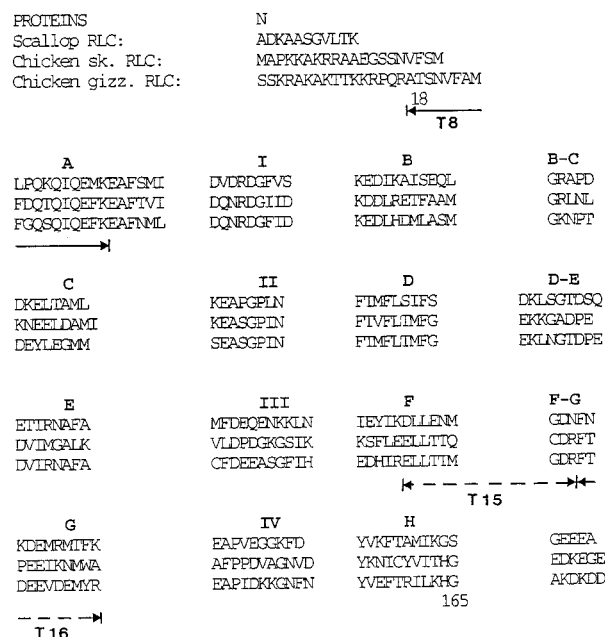 PROTEINS N
Scallop RLC: ADKAASGVLTK
Chicken sk. RLC: MAPKKAKRRAAEGSSNVFSM
Chicken gizz. RLC: SSKRAKAKTTKKRPQRATSNVFAM
18
T8
A I B B-C
LPQKQIQEMKEAFSMI DVDRDGFVS KEDIKAISEQL GRAPD
FDQTQIQEFKEAFTVI DQNRDGIID KDDLRETFAAM GRLNL
FGQSQIQEFKEAFNML DQNRDGFID KEDLHDMLASM GKNPT
C II D D-E
DKELTAML KEAPGPLN FTMFLSIFS DKLSGTDSQ
KNEELDAMI KEASGPIN FTVFLTMFG EKKGADPE
DEYLEGMM SEASGPIN FTMFLTMFG EKLNGTDPE
E III F F-G
ETIRNAFA MFDEQENKKLN IEYIKDLLENM GDNFN
DVIMGALK VLDPDGKGSIK KSFLEELLTTQ CDRFT
DVIRNAFA CFDEEASGFIH EDHIRELLTTM GDRFT
T15
G IV H
KDEMRMTFK EAPVEGGKFD YVKFTAMIKGS GEEEA
PEEIKNMWA AFPPDVAGNVD YKNICYVITHG EDKEGE
DEEVDEMYR EAPIDKKGNFN YVEFTRILKHG AKDKDD
165
T16